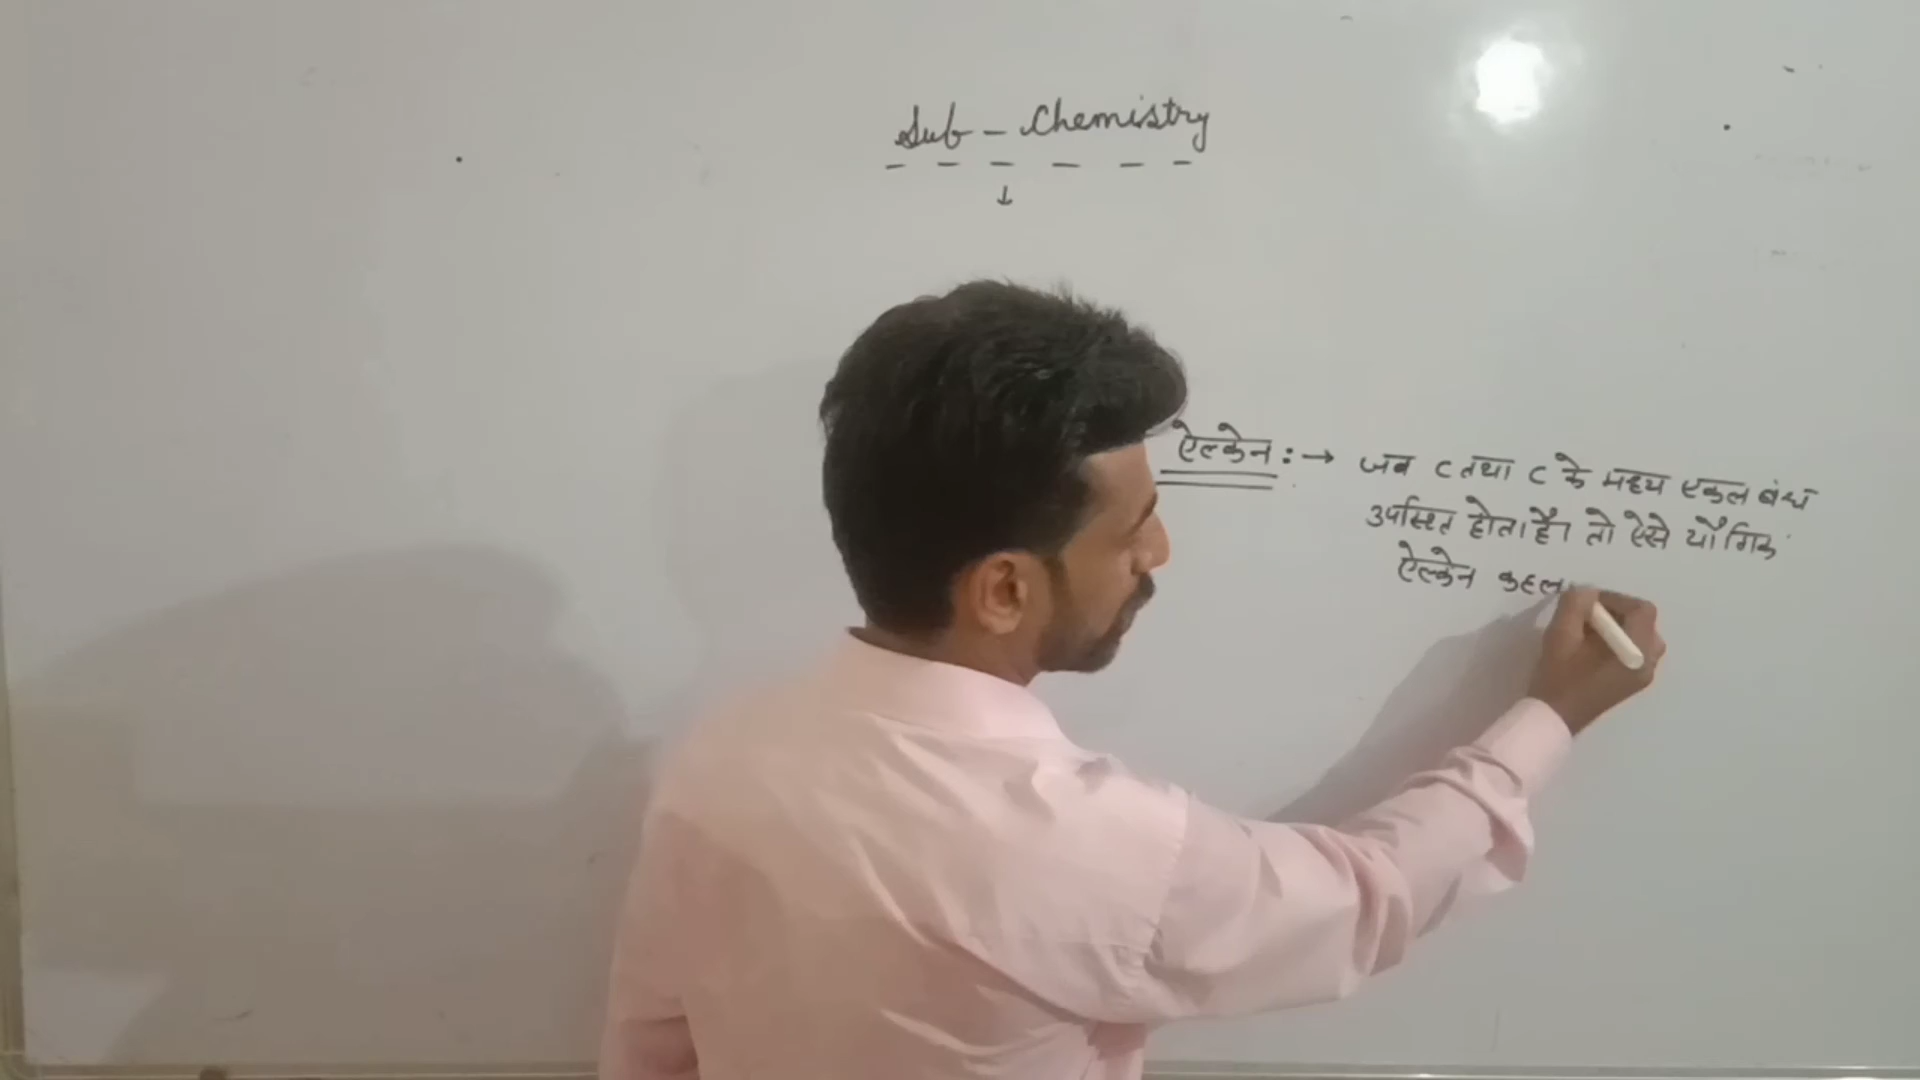 Sub - Chemistry
↓
ऐल्केन :→ जब C तथा C के मध्य एकल बंध
उपस्थित होता है। तो ऐसे यौगिक
ऐल्केन कहल